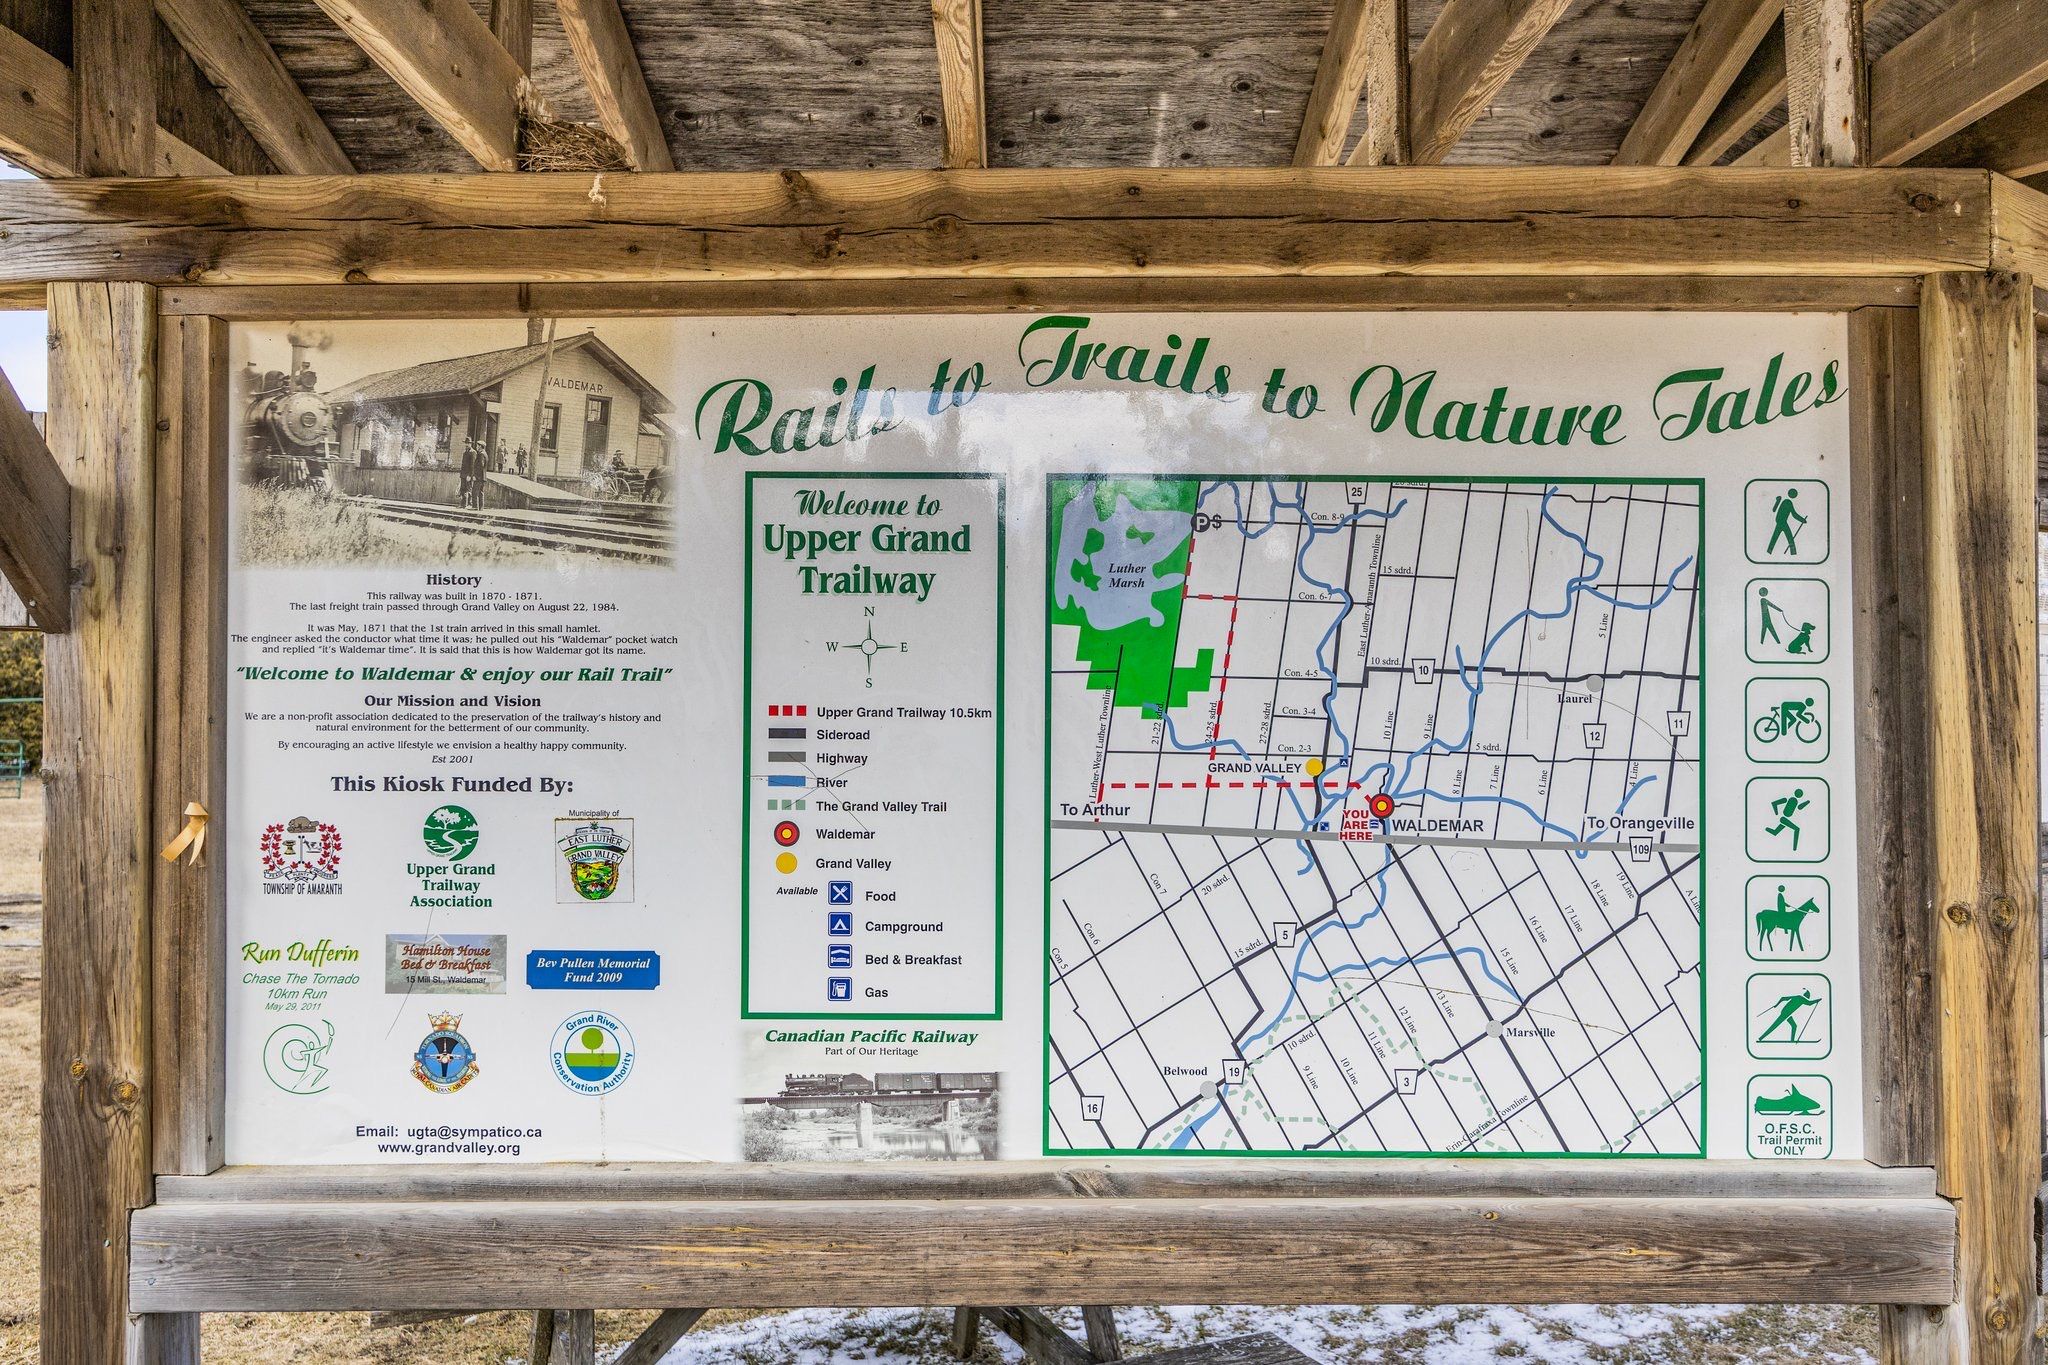 Rails to Trails to Nature Tales
WALDEMAR
History
This railway was built in 1870 - 1871.
The last freight train passed through Grand Valley on August 22, 1984.
It was May, 1871 that the 1st train arrived in this small hamlet.
The engineer asked the conductor what time it was; he pulled out his "Waldemar" pocket watch
and replied "it's Waldemar time". It is said that this is how Waldemar got its name.
"Welcome to Waldemar & enjoy our Rail Trail"
Our Mission and Vision
We are a non-profit association dedicated to the preservation of the trailway's history and
natural environment for the betterment of our community.
By encouraging an active lifestyle we envision a healthy happy community.
Est 2001
This Kiosk Funded By:
TOWNSHIP OF AMARANTH
Upper Grand
Trailway
Association
Municipality of
EAST LUTHER
GRAND VALLEY
Run Dufferin
Chase The Tornado
10km Run
May 29, 2011
Hamilton House
Bed & Breakfast
15 Mill St., Waldemar
Bev Pullen Memorial
Fund 2009
Grand River
Conservation Authority
Email: ugta@sympatico.ca
www.grandvalley.org
Welcome to
Upper Grand
Trailway
N
W E
S
Upper Grand Trailway 10.5km
Sideroad
Highway
River
The Grand Valley Trail
Waldemar
Grand Valley
Available
Food
Campground
Bed & Breakfast
Gas
Canadian Pacific Railway
Part of Our Heritage
Luther
Marsh
P$
25
Con. 8-9
15 sdrd.
Con. 6-7
East Luther-Amaranth Townline
5 Line
10 sdrd.
10
Con. 4-5
Laurel
Luther-West Luther Townline
21-22 sdrd.
24-25 sdrd.
27-28 sdrd.
Con. 3-4
10 Line
9 Line
12
11
Con. 2-3
5 sdrd.
GRAND VALLEY
8 Line
7 Line
6 Line
4 Line
To Arthur
YOU
ARE
HERE
WALDEMAR
To Orangeville
109
Con. 7
20 sdrd.
19 Line
18 Line
A Line
17 Line
16 Line
Con. 6
5
15 sdrd.
Con. 5
15 Line
13 Line
12 Line
Marsville
11 Line
10 sdrd.
10 Line
9 Line
Belwood
19
3
16
Erin-Garafraxa Townline
O.F.S.C.
Trail Permit
ONLY